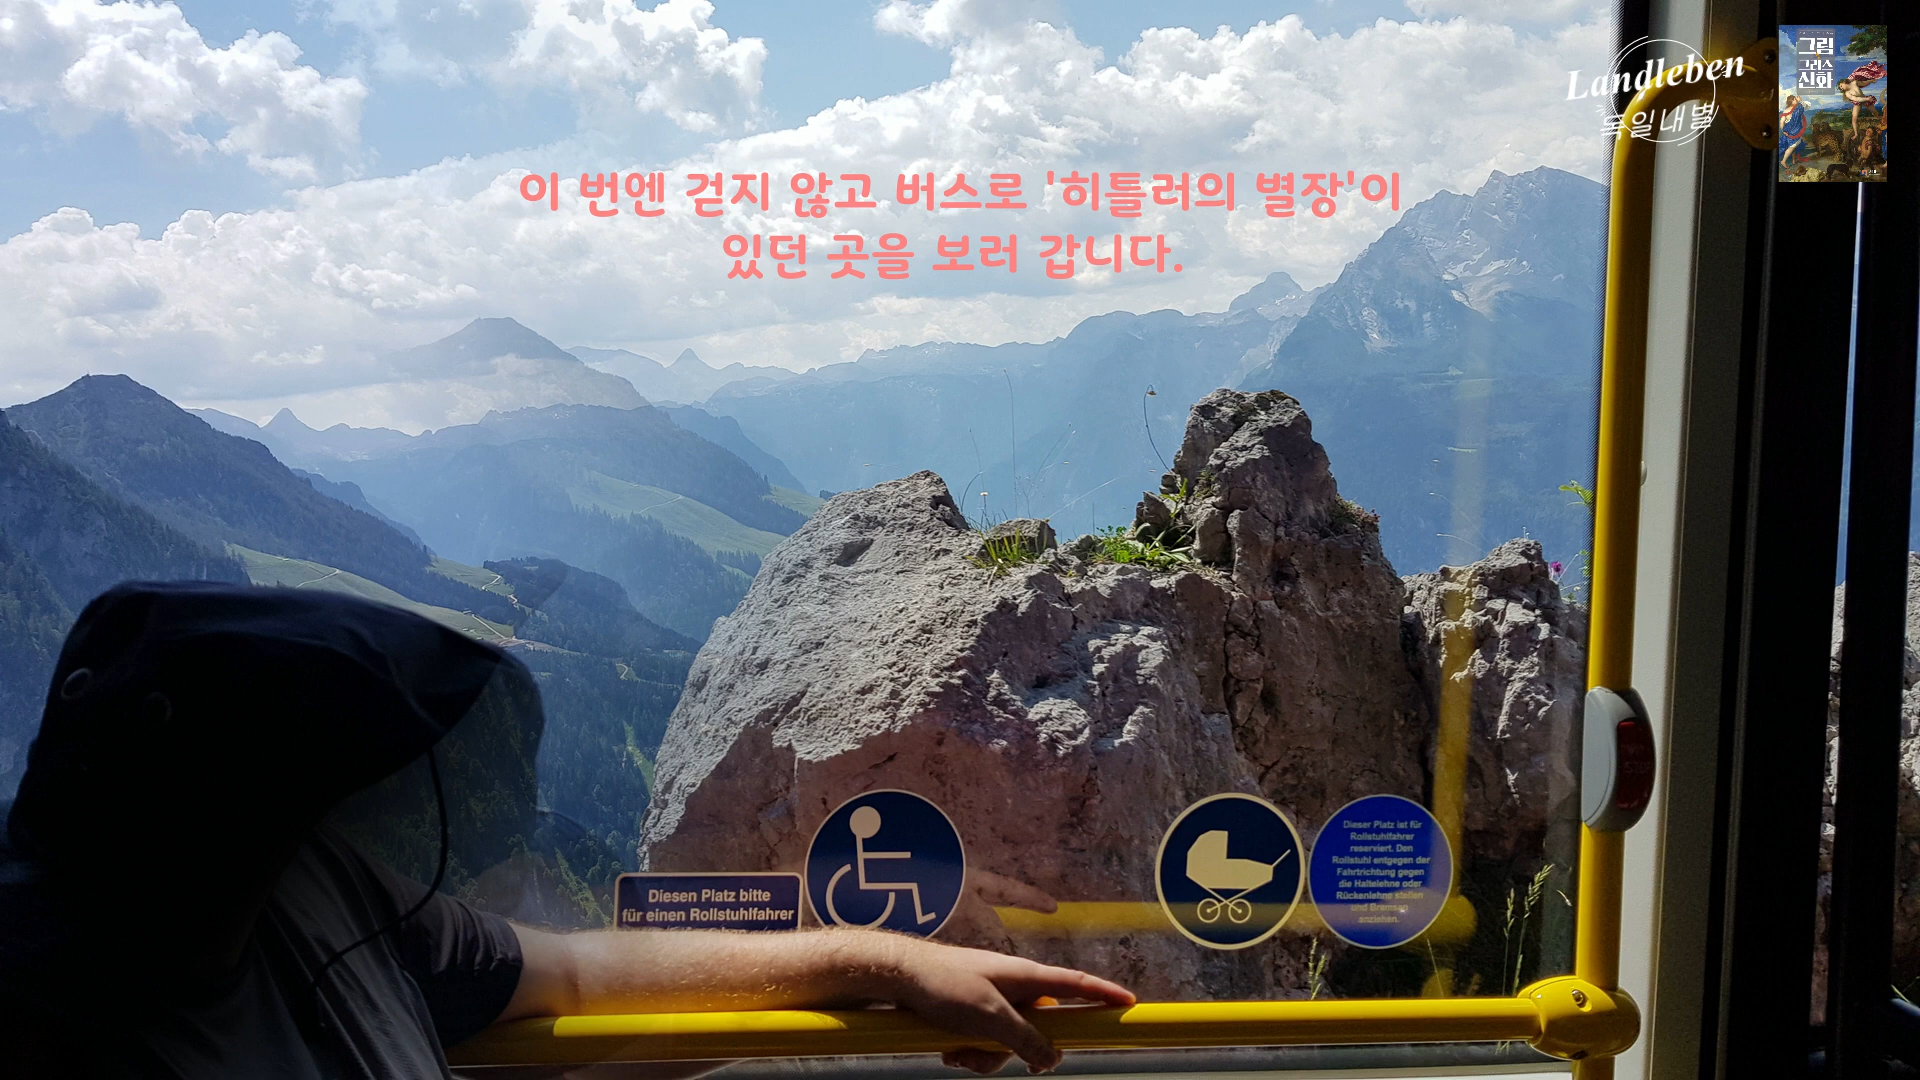 Landleben
독일내별
그림
그리스
신화
이 번엔 걷지 않고 버스로 '히틀러의 별장'이
있던 곳을 보러 갑니다.
Diesen Platz bitte
für einen Rollstuhlfahrer
Dieser Platz ist für
Rollstuhlfahrer
reserviert. Den
Rollstuhl entgegen der
Fahrtrichtung gegen
die Haltelehne oder
Rückenlehne stellen
und Bremsen
anziehen.
STOP